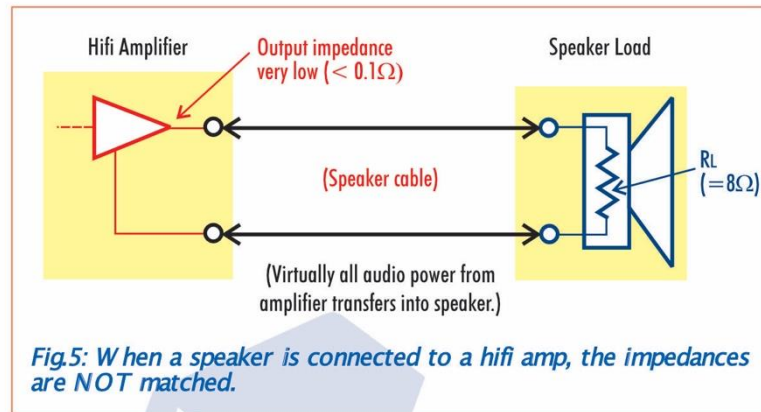 Hifi Amplifier
Output impedance
very low (< 0.1Ω)
Speaker Load
(Speaker cable)
RL
(=8Ω)
(Virtually all audio power from
amplifier transfers into speaker.)
Fig.5: When a speaker is connected to a hifi amp, the impedances
are NOT matched.